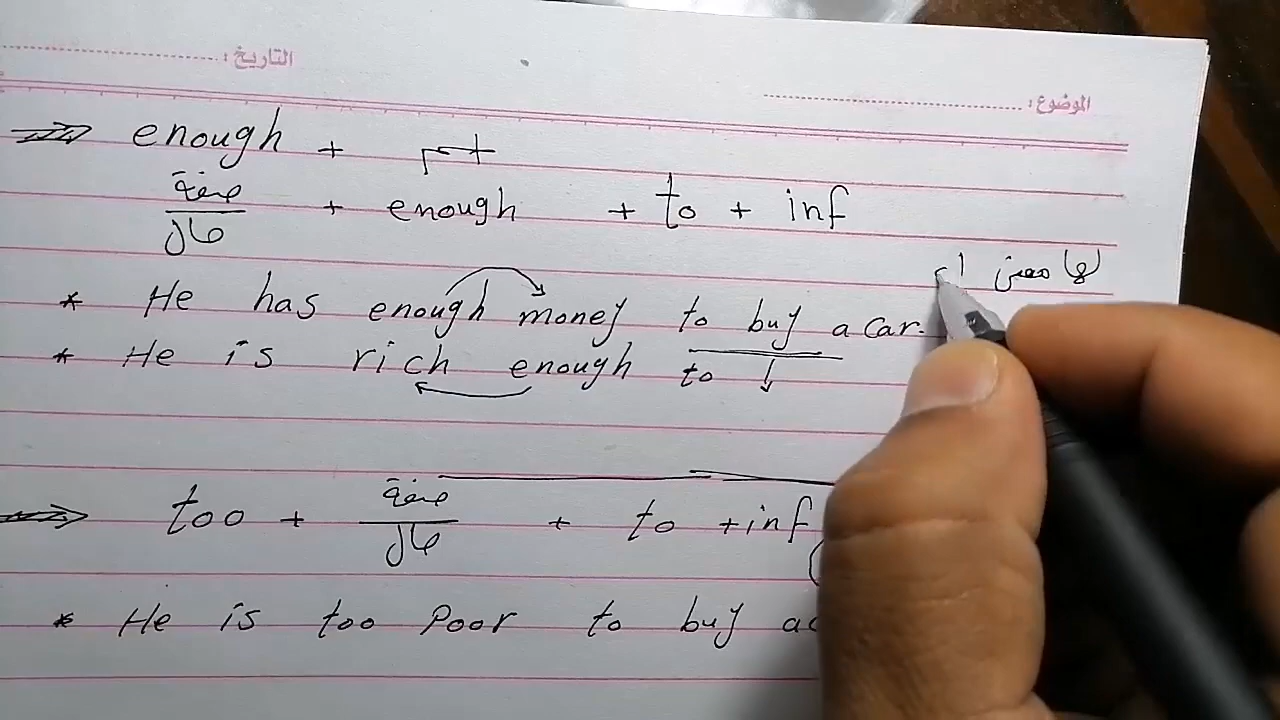 التاريخ :
الموضوع :
enough + اسم
صفة
حال
+ enough + to + inf
لها معنى
* He has enough money to buy a car.
* He is rich enough to
too + صفة
حال
+ to + inf
* He is too Poor to buy